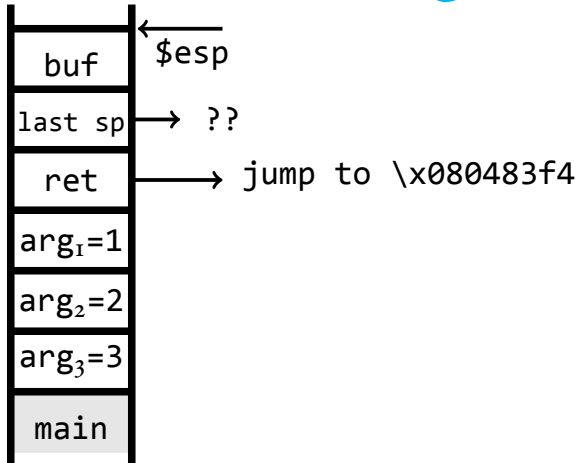 $esp
buf
last sp ??
ret jump to \x080483f4
arg₁=1
arg₂=2
arg₃=3
main